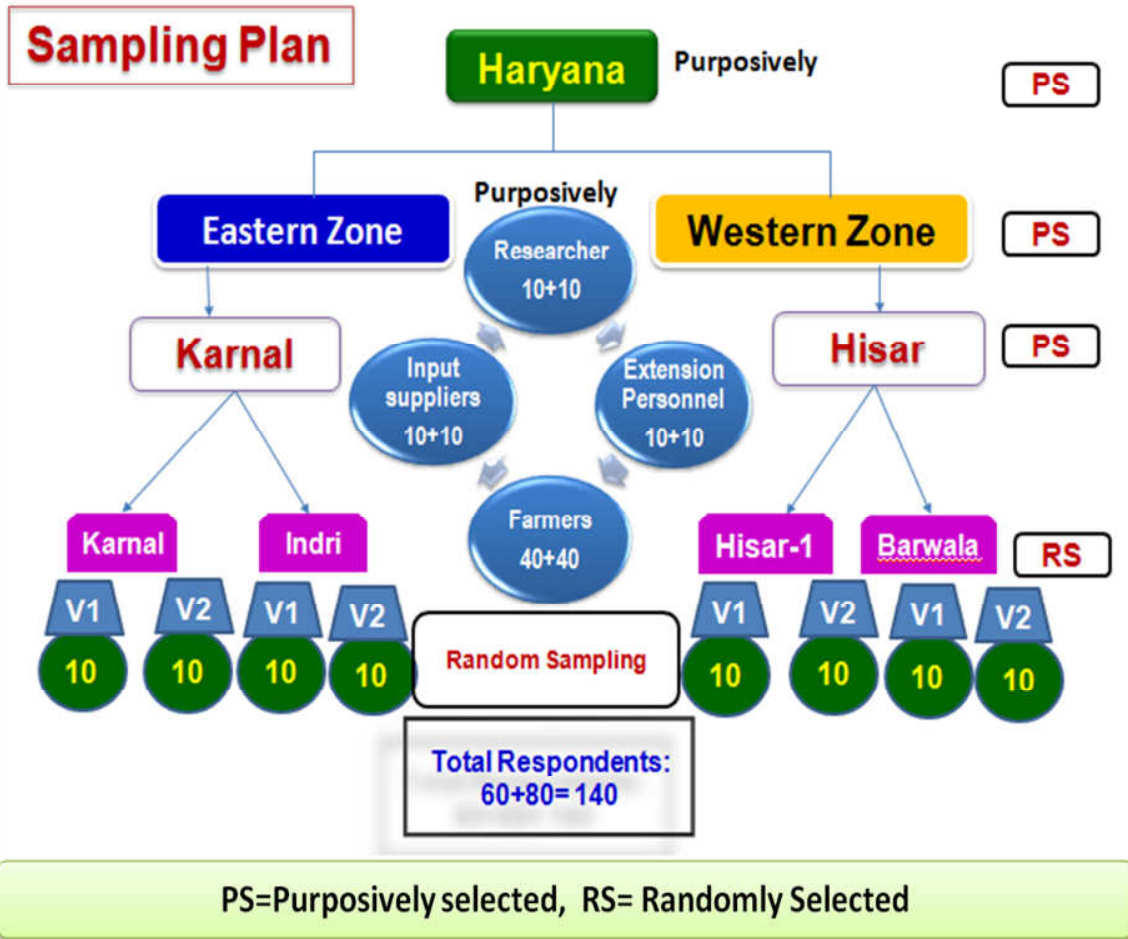 Sampling Plan
Haryana
Purposively
PS
Purposively
Eastern Zone
Researcher
10+10
Western Zone
PS
Karnal
Input
suppliers
10+10
Extension
Personnel
10+10
Hisar
PS
Karnal
Indri
Farmers
40+40
Hisar-1
Barwala
RS
V1
V2
V1
V2
V1
V2
V1
V2
10
10
10
10
Random Sampling
10
10
10
10
Total Respondents:
60+80= 140
PS=Purposively selected, RS= Randomly Selected